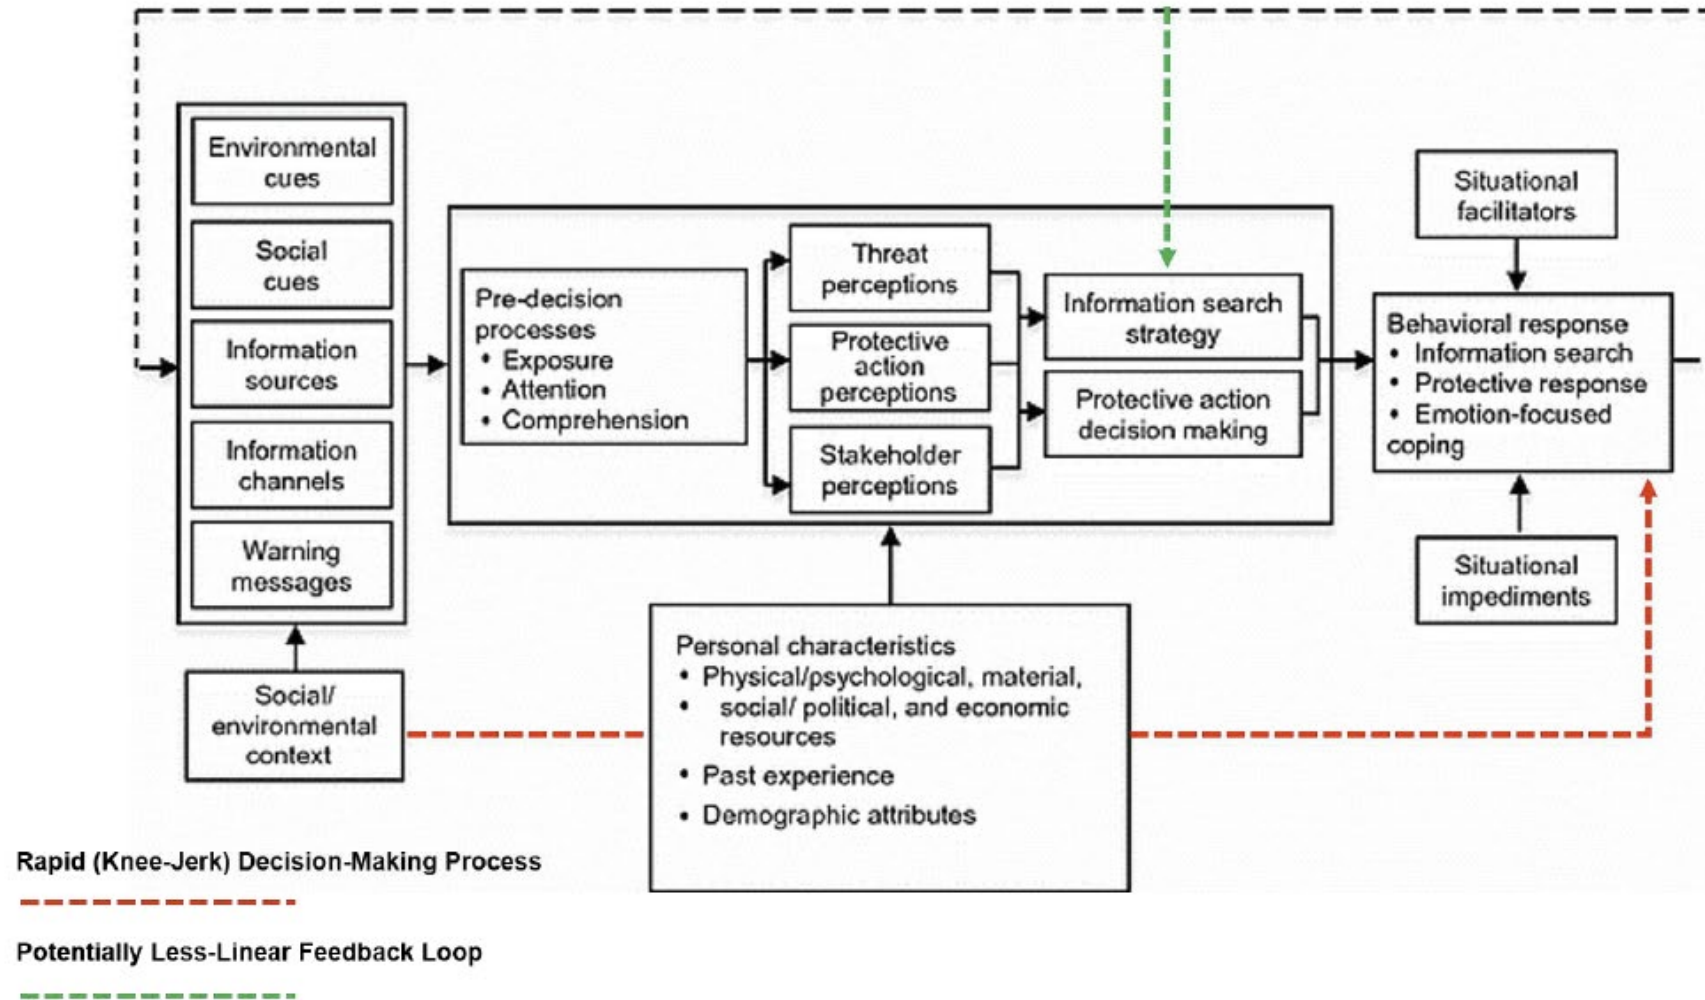 Environmental
cues
Social
cues
Information
sources
Information
channels
Warning
messages
Social/
environmental
context
Pre-decision
processes
• Exposure
• Attention
• Comprehension
Threat
perceptions
Protective
action
perceptions
Stakeholder
perceptions
Information search
strategy
Protective action
decision making
Situational
facilitators
Behavioral response
• Information search
• Protective response
• Emotion-focused
coping
Situational
impediments
Personal characteristics
• Physical/psychological, material,
• social/ political, and economic
resources
• Past experience
• Demographic attributes
Rapid (Knee-Jerk) Decision-Making Process
Potentially Less-Linear Feedback Loop